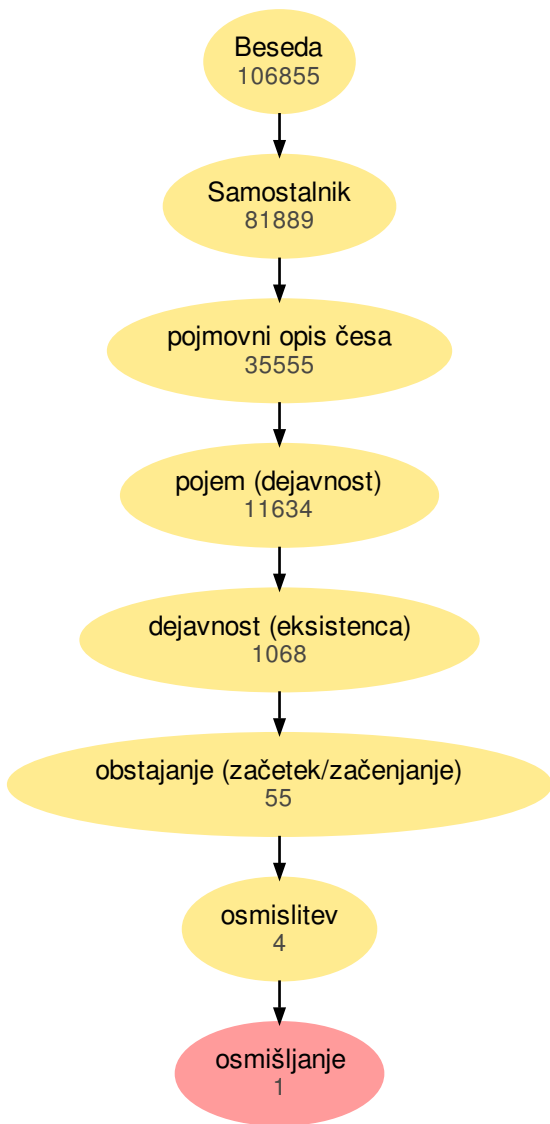 Beseda
106855
Samostalnik
81889
pojmovni opis česa
35555
pojem (dejavnost)
11634
dejavnost (eksistenca)
1068
obstajanje (začetek/začenjanje)
55
osmislitev
4
osmišljanje
1